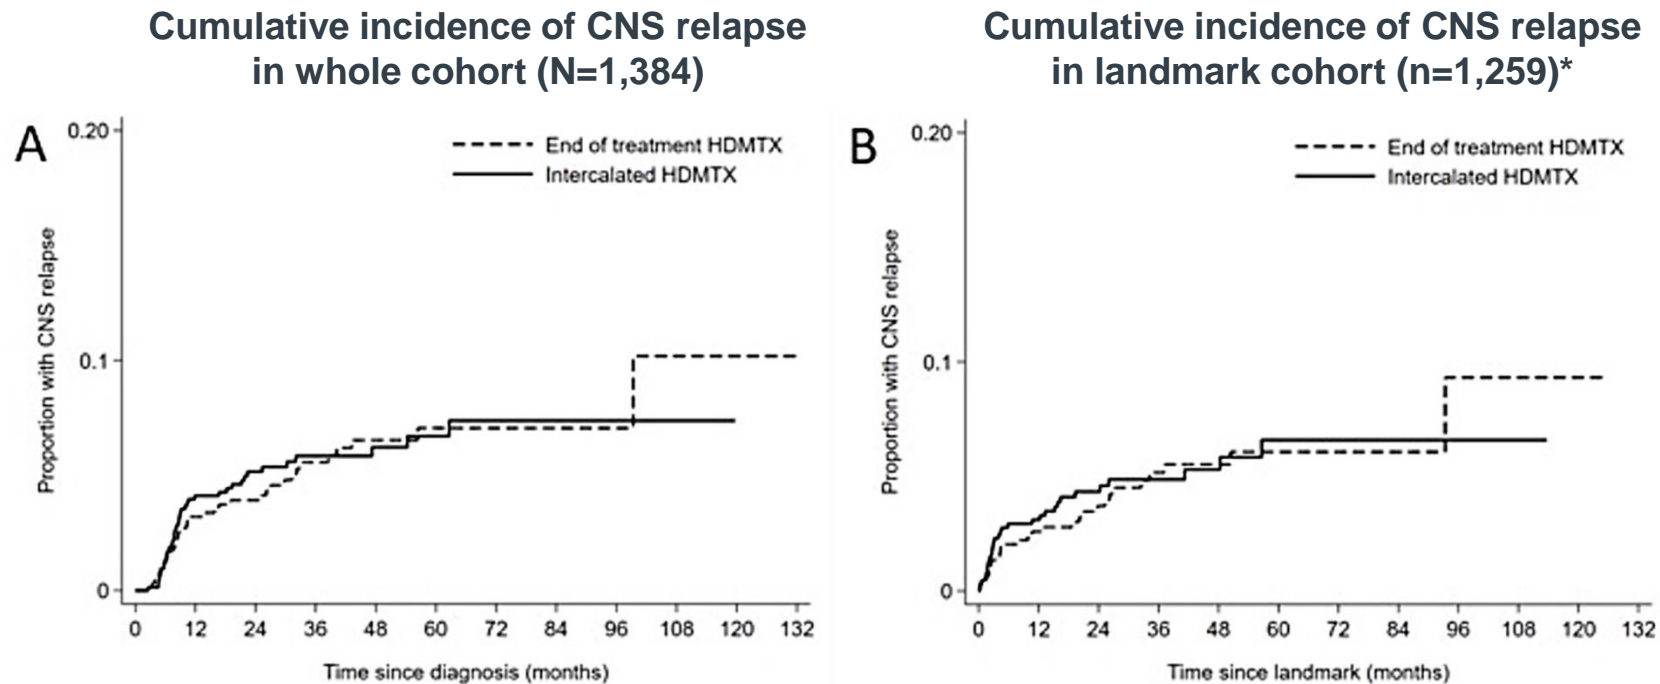 Cumulative incidence of CNS relapse
in whole cohort (N=1,384)
A
0.20
End of treatment HDMTX
Intercalated HDMTX
Proportion with CNS relapse
0.1
0
0 12 24 36 48 60 72 84 96 108 120 132
Time since diagnosis (months)
Cumulative incidence of CNS relapse
in landmark cohort (n=1,259)*
B
0.20
End of treatment HDMTX
Intercalated HDMTX
Proportion with CNS relapse
0.1
0
0 12 24 36 48 60 72 84 96 108 120 132
Time since landmark (months)